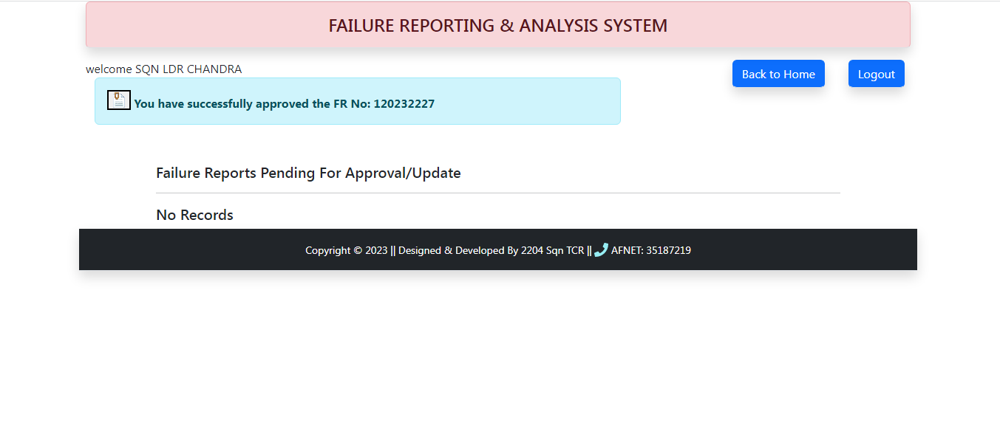 FAILURE REPORTING & ANALYSIS SYSTEM
welcome SQN LDR CHANDRA
Back to Home
Logout
You have successfully approved the FR No: 120232227
Failure Reports Pending For Approval/Update
No Records
Copyright © 2023 || Designed & Developed By 2204 Sqn TCR || AFNET: 35187219